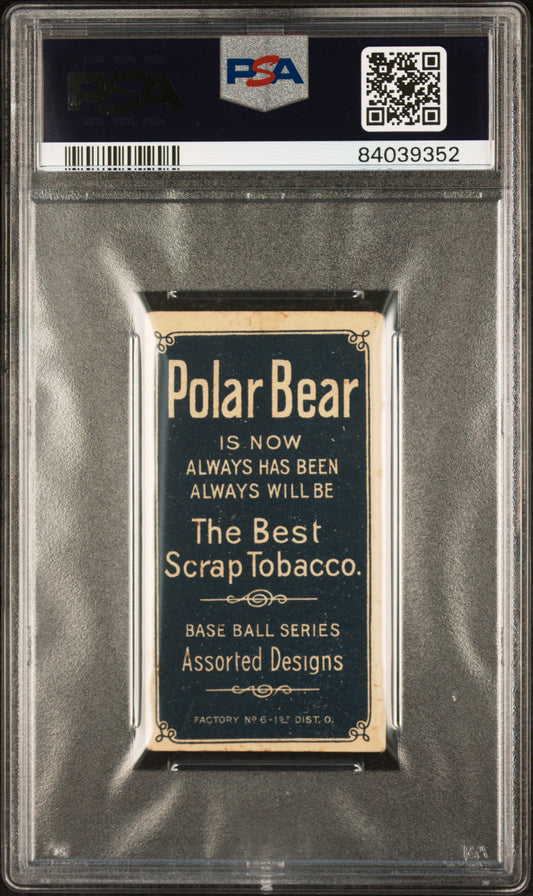 PSA
PSA
84039352
Polar Bear
IS NOW
ALWAYS HAS BEEN
ALWAYS WILL BE
The Best
Scrap Tobacco.
BASE BALL SERIES
Assorted Designs
FACTORY Nº 6-1ST DIST. O.